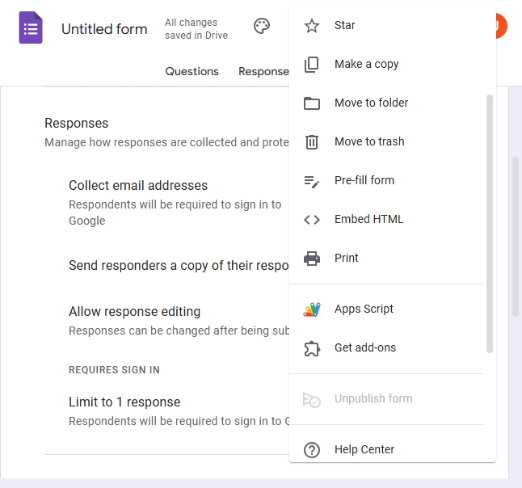 Untitled form
All changes
saved in Drive
Questions
Response
Responses
Manage how responses are collected and prote
Collect email addresses
Respondents will be required to sign in to
Google
Send responders a copy of their respo
Allow response editing
Responses can be changed after being sub
REQUIRES SIGN IN
Limit to 1 response
Respondents will be required to sign in to G
Star
Make a copy
Move to folder
Move to trash
Pre-fill form
Embed HTML
Print
Apps Script
Get add-ons
Unpublish form
Help Center